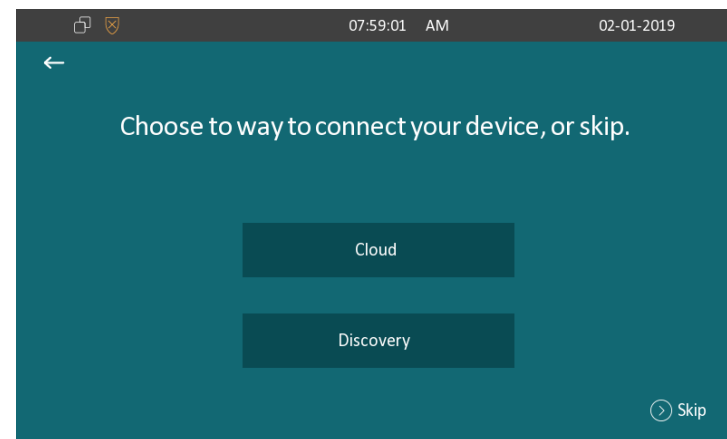 07:59:01 AM 02-01-2019
Choose to way to connect your device, or skip.
Cloud
Discovery
Skip